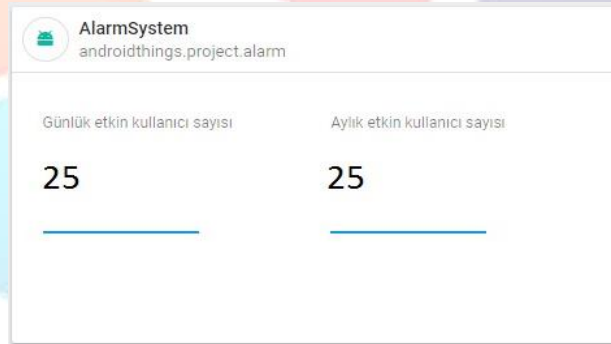 AlarmSystem
androidthings.project.alarm
Günlük etkin kullanıcı sayısı
Aylık etkin kullanıcı sayısı
25
25